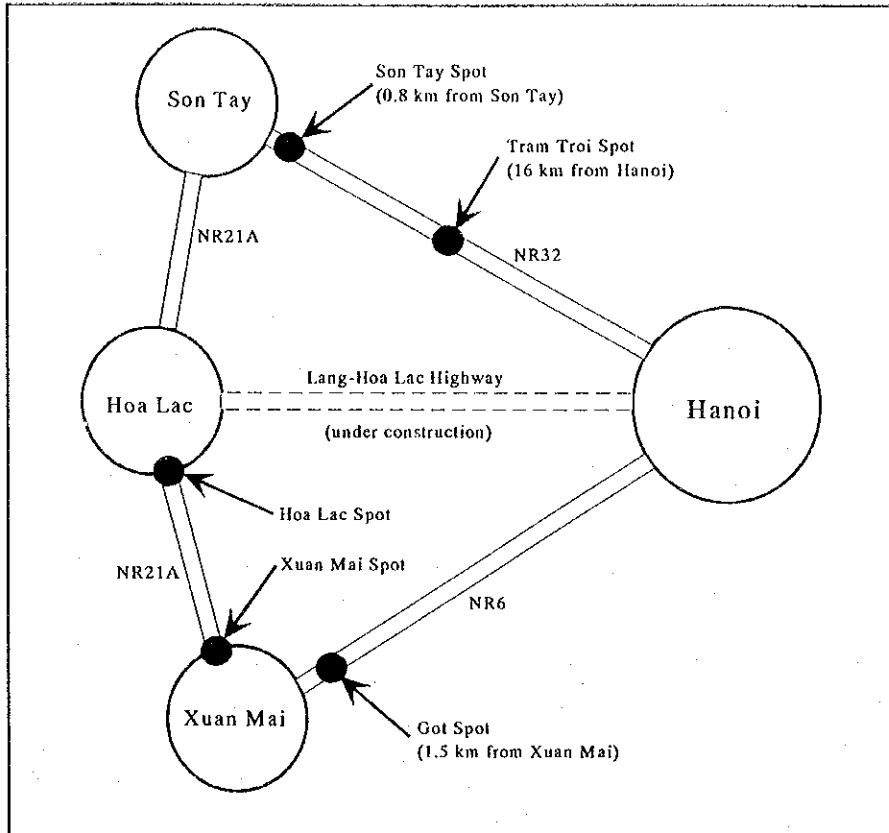 Son Tay Spot
(0.8 km from Son Tay)
Son Tay
Tram Troi Spot
(16 km from Hanoi)
NR21A
NR32
Lang-Hoa Lac Highway
Hoa Lac
Hanoi
(under construction)
Hoa Lac Spot
Xuan Mai Spot
NR21A
NR6
Xuan Mai
Got Spot
(1.5 km from Xuan Mai)